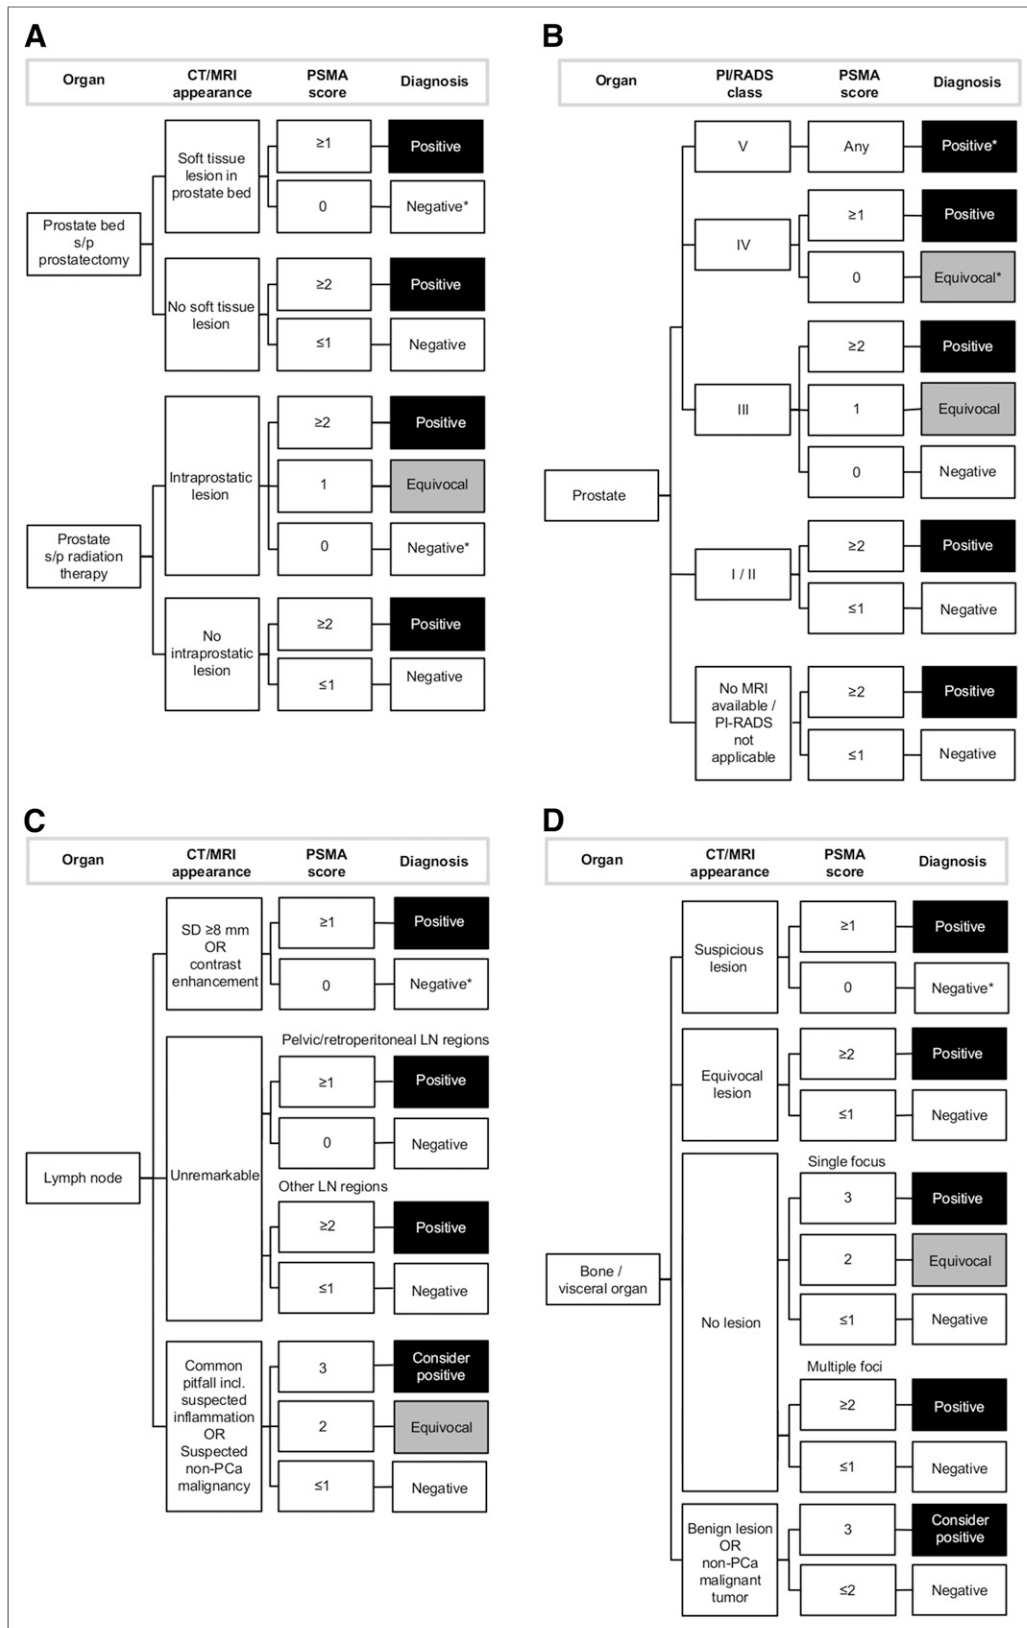 A
Organ
CT/MRI
appearance
PSMA
score
Diagnosis
Prostate bed
s/p
prostatectomy
Soft tissue
lesion in
prostate bed
≥1
Positive
0
Negative*
No soft tissue
lesion
≥2
Positive
≤1
Negative
Prostate
s/p radiation
therapy
Intraprostatic
lesion
≥2
Positive
1
Equivocal
0
Negative*
No
intraprostatic
lesion
≥2
Positive
≤1
Negative
B
Organ
PI/RADS
class
PSMA
score
Diagnosis
Prostate
V
Any
Positive*
IV
≥1
Positive
0
Equivocal*
III
≥2
Positive
1
Equivocal
0
Negative
I / II
≥2
Positive
≤1
Negative
No MRI
available /
PI-RADS
not
applicable
≥2
Positive
≤1
Negative
C
Organ
CT/MRI
appearance
PSMA
score
Diagnosis
Lymph node
SD ≥8 mm
OR
contrast
enhancement
≥1
Positive
0
Negative*
Unremarkable
Pelvic/retroperitoneal LN regions
≥1
Positive
0
Negative
Other LN regions
≥2
Positive
≤1
Negative
Common
pitfall incl.
suspected
inflammation
OR
Suspected
non-PCa
malignancy
3
Consider
positive
2
Equivocal
≤1
Negative
D
Organ
CT/MRI
appearance
PSMA
score
Diagnosis
Bone /
visceral organ
Suspicious
lesion
≥1
Positive
0
Negative*
Equivocal
lesion
≥2
Positive
≤1
Negative
No lesion
Single focus
3
Positive
2
Equivocal
≤1
Negative
Multiple foci
≥2
Positive
≤1
Negative
Benign lesion
OR
non-PCa
malignant
tumor
3
Consider
positive
≤2
Negative